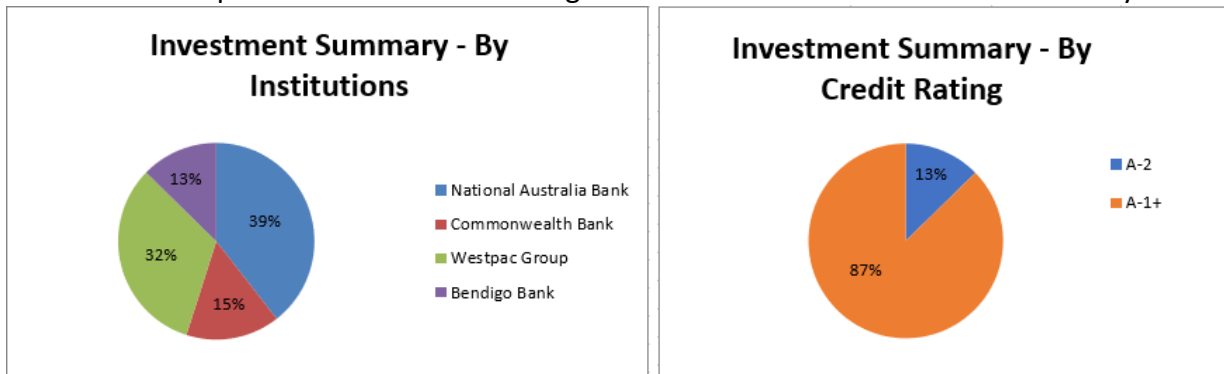 Investment Summary - By
Institutions
13%
39%
32%
15%
National Australia Bank
Commonwealth Bank
Westpac Group
Bendigo Bank
Investment Summary - By
Credit Rating
13%
87%
A-2
A-1+